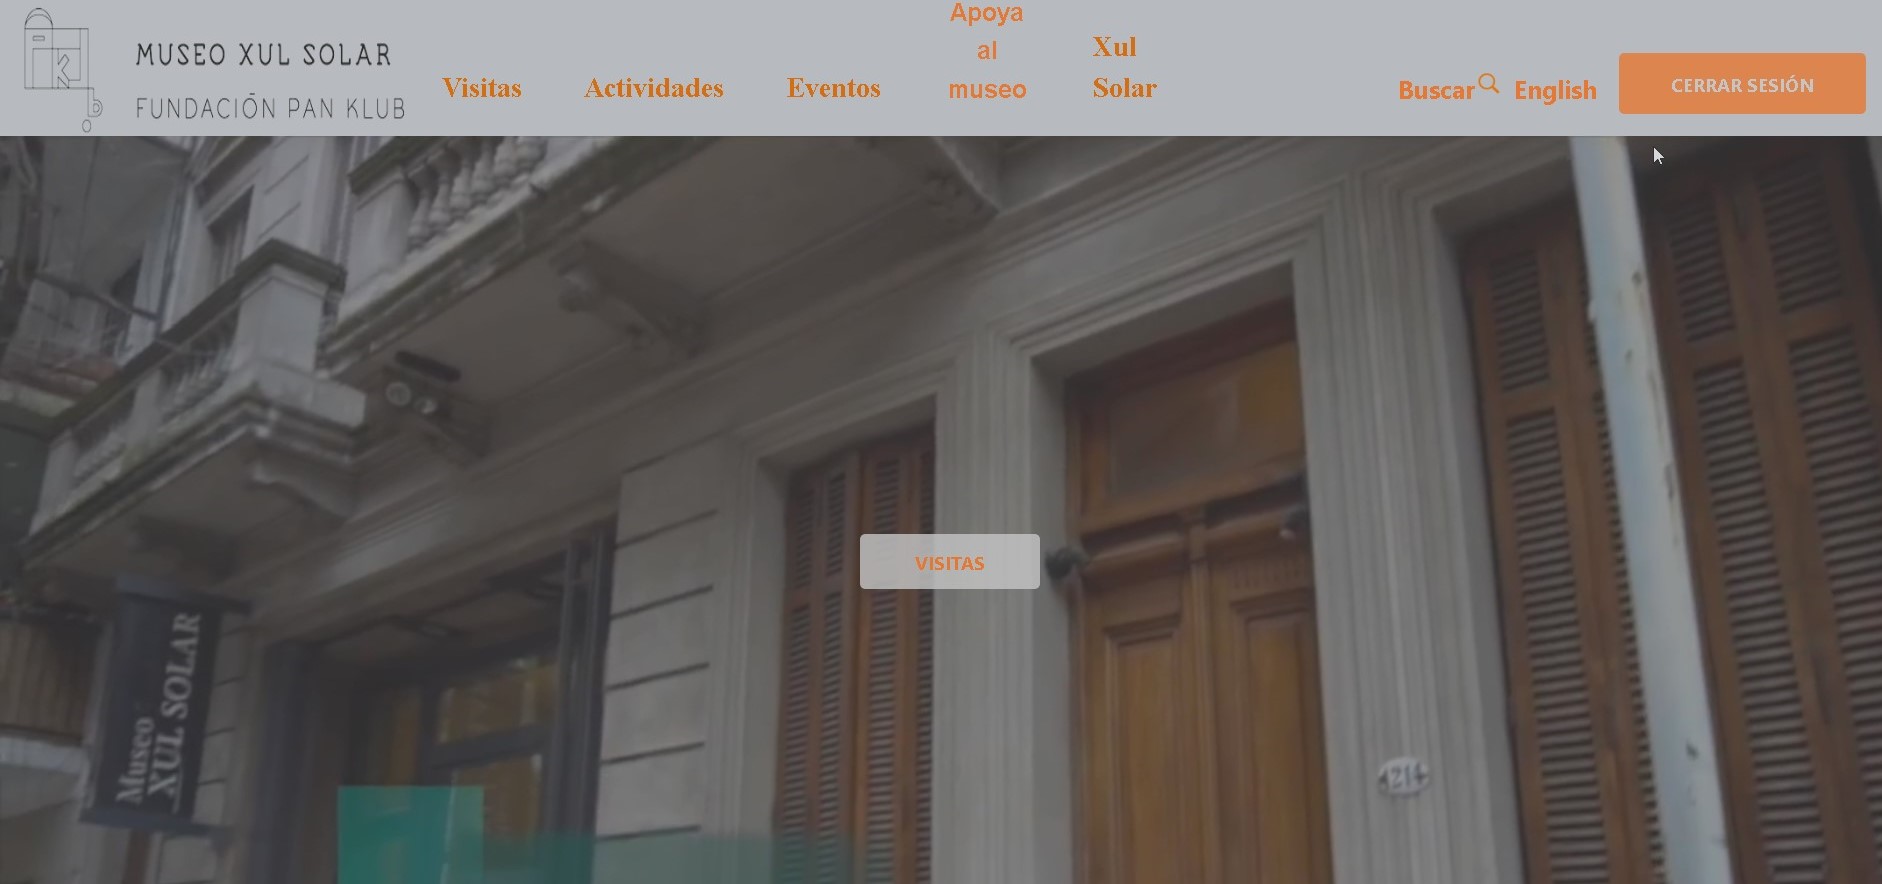 MUSEO XUL SOLAR
FUNDACIÓN PAN KLUB
Visitas
Actividades
Eventos
Apoya
al
museo
Xul
Solar
Buscar
English
CERRAR SESIÓN
VISITAS
Museo
XUL SOLAR
4214